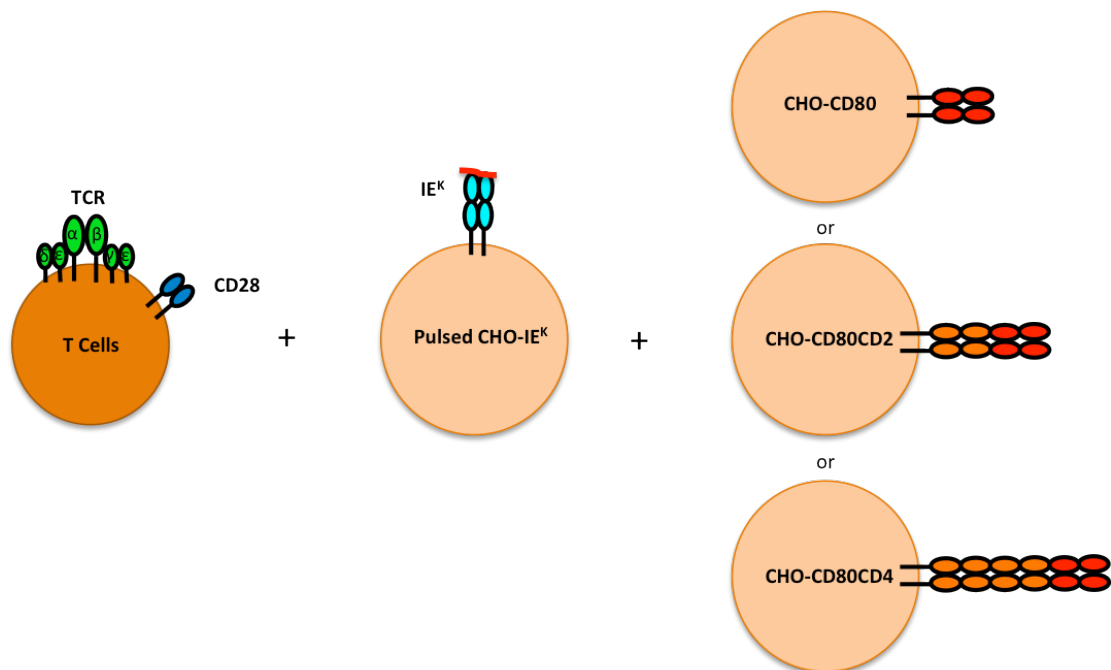 TCR
α β
δ ε γ ε
CD28
T Cells
+
IEᴷ
Pulsed CHO-IEᴷ
+
CHO-CD80
or
CHO-CD80CD2
or
CHO-CD80CD4